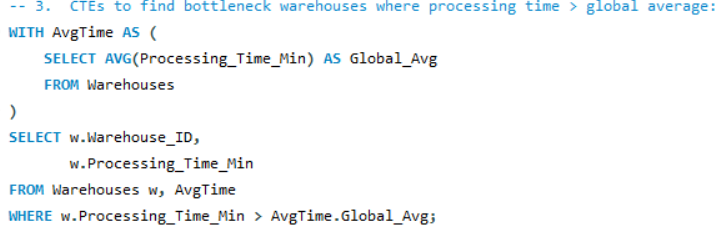 -- 3.  CTEs to find bottleneck warehouses where processing time > global average:
WITH AvgTime AS (
    SELECT AVG(Processing_Time_Min) AS Global_Avg
    FROM Warehouses
)
SELECT w.Warehouse_ID,
       w.Processing_Time_Min
FROM Warehouses w, AvgTime
WHERE w.Processing_Time_Min > AvgTime.Global_Avg;